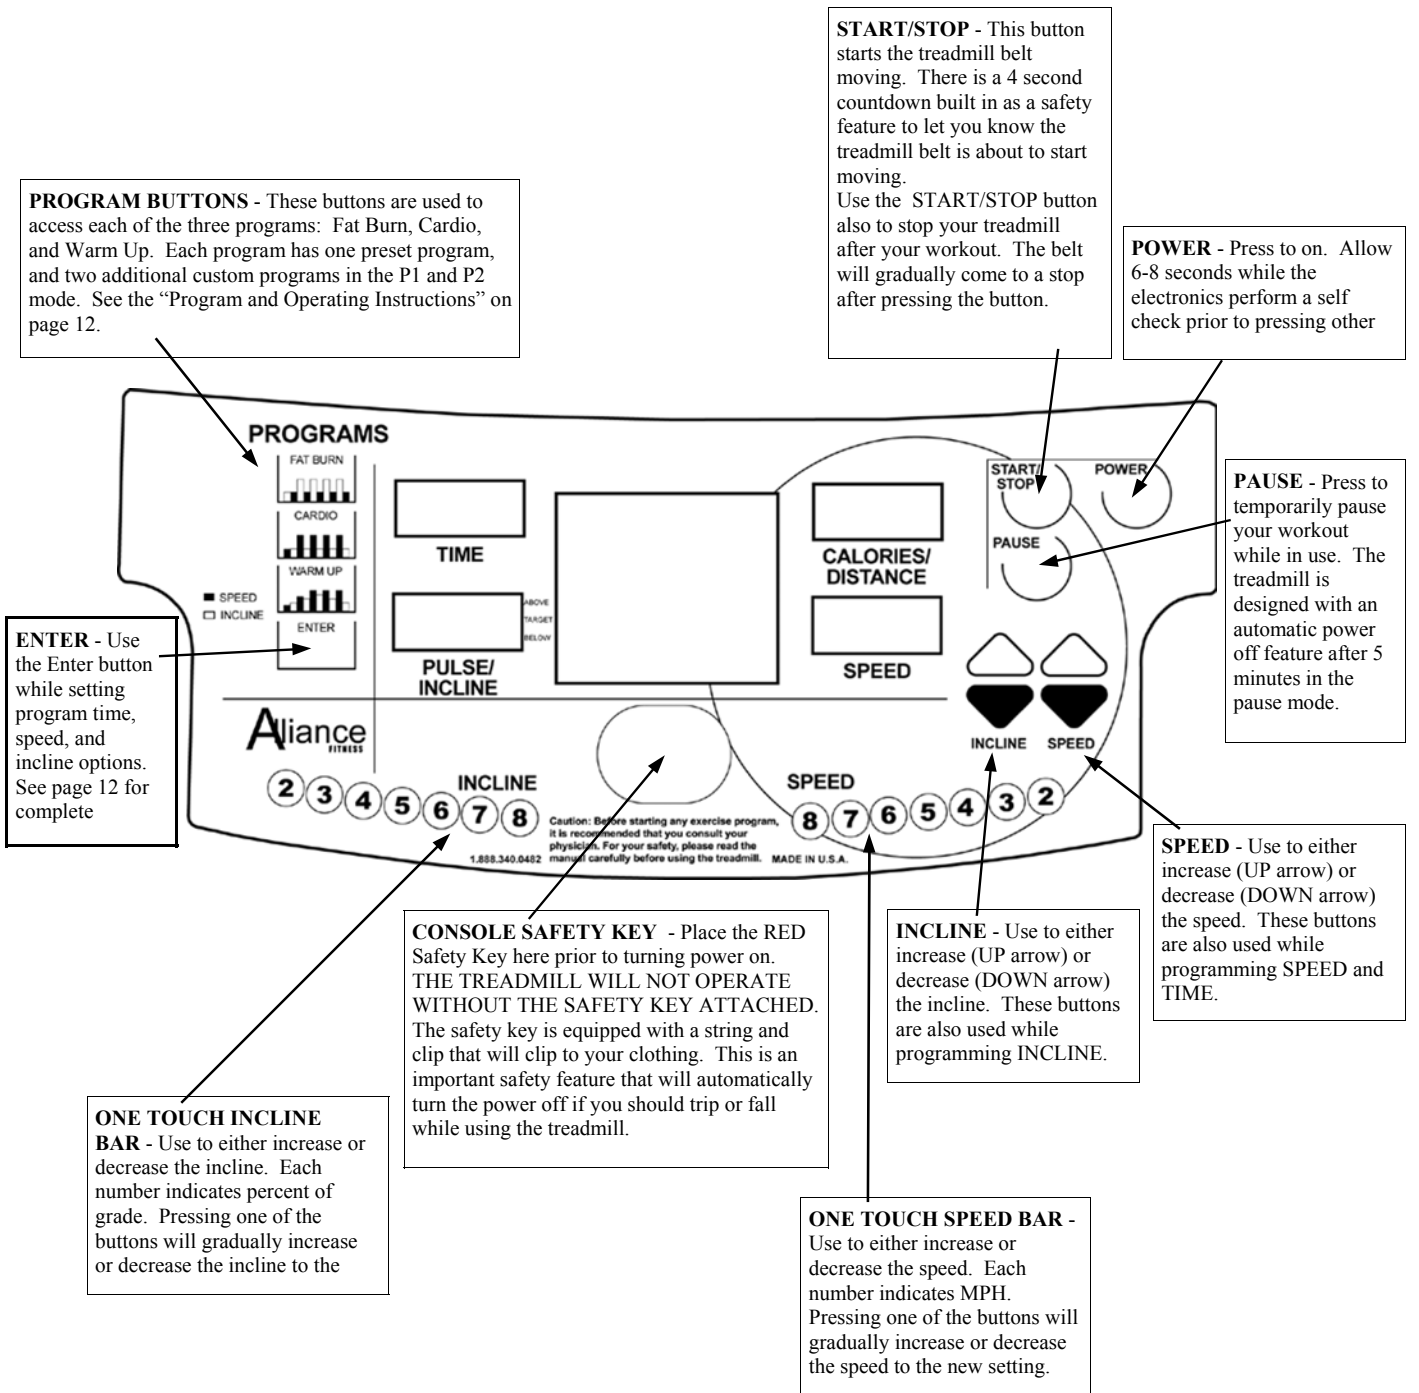 START/STOP - This button
starts the treadmill belt
moving. There is a 4 second
countdown built in as a safety
feature to let you know the
treadmill belt is about to start
moving.
Use the START/STOP button
also to stop your treadmill
after your workout. The belt
will gradually come to a stop
after pressing the button.
PROGRAM BUTTONS - These buttons are used to
access each of the three programs: Fat Burn, Cardio,
and Warm Up. Each program has one preset program,
and two additional custom programs in the P1 and P2
mode. See the “Program and Operating Instructions” on
page 12.
POWER - Press to on. Allow
6-8 seconds while the
electronics perform a self
check prior to pressing other
PROGRAMS
FAT BURN
CARDIO
WARM UP
SPEED
INCLINE
ENTER
TIME
PULSE/
INCLINE
ABOVE
TARGET
BELOW
CALORIES/
DISTANCE
SPEED
START/
STOP
POWER
PAUSE
INCLINE
SPEED
PAUSE - Press to
temporarily pause
your workout
while in use. The
treadmill is
designed with an
automatic power
off feature after 5
minutes in the
pause mode.
ENTER - Use
the Enter button
while setting
program time,
speed, and
incline options.
See page 12 for
complete
Alliance
FITNESS
INCLINE
2 3 4 5 6 7 8
SPEED
8 7 6 5 4 3 2
Caution: Before starting any exercise program,
it is recommended that you consult your
physician. For your safety, please read the
manual carefully before using the treadmill.
1.888.340.0482
MADE IN U.S.A.
SPEED - Use to either
increase (UP arrow) or
decrease (DOWN arrow)
the speed. These buttons
are also used while
programming SPEED and
TIME.
CONSOLE SAFETY KEY - Place the RED
Safety Key here prior to turning power on.
THE TREADMILL WILL NOT OPERATE
WITHOUT THE SAFETY KEY ATTACHED.
The safety key is equipped with a string and
clip that will clip to your clothing. This is an
important safety feature that will automatically
turn the power off if you should trip or fall
while using the treadmill.
INCLINE - Use to either
increase (UP arrow) or
decrease (DOWN arrow)
the incline. These buttons
are also used while
programming INCLINE.
ONE TOUCH INCLINE
BAR - Use to either increase or
decrease the incline. Each
number indicates percent of
grade. Pressing one of the
buttons will gradually increase
or decrease the incline to the
ONE TOUCH SPEED BAR -
Use to either increase or
decrease the speed. Each
number indicates MPH.
Pressing one of the buttons will
gradually increase or decrease
the speed to the new setting.